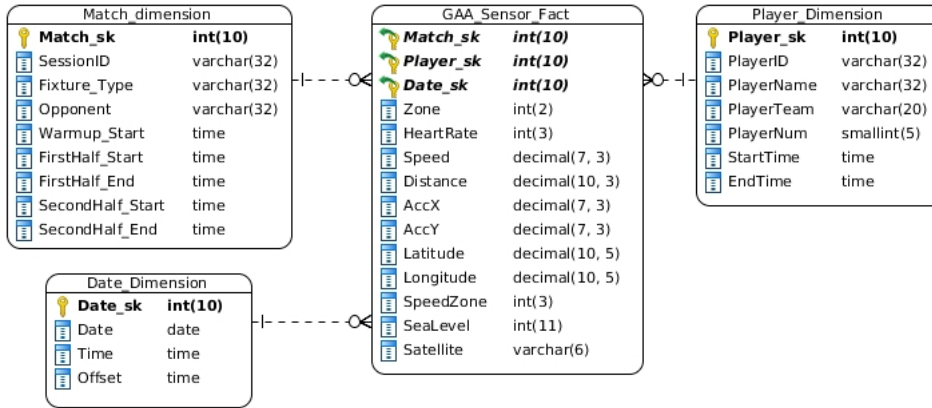 Match_dimension
Match_sk int(10)
SessionID varchar(32)
Fixture_Type varchar(32)
Opponent varchar(32)
Warmup_Start time
FirstHalf_Start time
FirstHalf_End time
SecondHalf_Start time
SecondHalf_End time
GAA_Sensor_Fact
Match_sk int(10)
Player_sk int(10)
Date_sk int(10)
Zone int(2)
HeartRate int(3)
Speed decimal(7, 3)
Distance decimal(10, 3)
AccX decimal(7, 3)
AccY decimal(7, 3)
Latitude decimal(10, 5)
Longitude decimal(10, 5)
SpeedZone int(3)
SeaLevel int(11)
Satellite varchar(6)
Player_Dimension
Player_sk int(10)
PlayerID varchar(32)
PlayerName varchar(32)
PlayerTeam varchar(20)
PlayerNum smallint(5)
StartTime time
EndTime time
Date_Dimension
Date_sk int(10)
Date date
Time time
Offset time